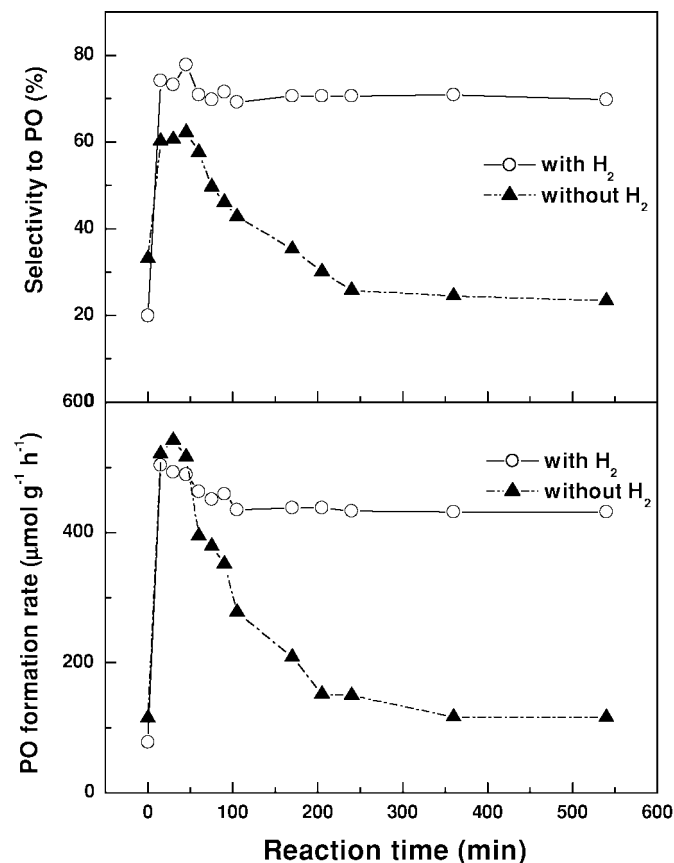 80
60
40
20
0
Selectivity to PO (%)
with H₂
without H₂
600
400
200
0
PO formation rate (μmol g⁻¹ h⁻¹)
with H₂
without H₂
0 100 200 300 400 500 600
Reaction time (min)